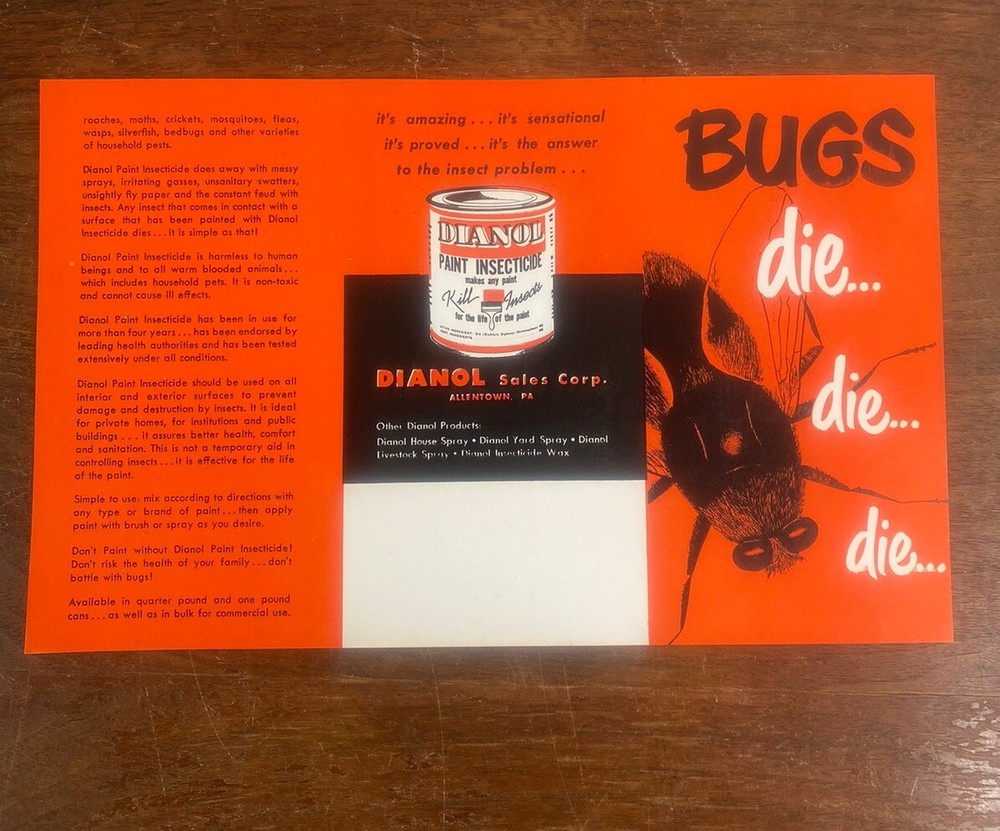 roaches, moths, crickets, mosquitoes, fleas,
wasps, silverfish, bedbugs and other varieties
of household pests.
Dianol Paint Insecticide does away with messy
sprays, irritating gasses, unsanitary swatters,
unsightly fly paper and the constant feud with
insects. Any insect that comes in contact with a
surface that has been painted with Dianol
Insecticide dies...It is simple as that!
Dianol Paint Insecticide is harmless to human
beings and to all warm blooded animals...
which includes household pets. It is non-toxic
and cannot cause ill effects.
Dianol Paint Insecticide has been in use for
more than four years...has been endorsed by
leading health authorities and has been tested
extensively under all conditions.
Dianol Paint Insecticide should be used on all
interior and exterior surfaces to prevent
damage and destruction by insects. It is ideal
for private homes, for institutions and public
buildings . . . it assures better health, comfort
and sanitation. This is not a temporary aid in
controlling insects...it is effective for the life
of the paint.
Simple to use: mix according to directions with
any type or brand of paint...then apply
paint with brush or spray as you desire.
Don't Paint without Dianol Paint Insecticide!
Don't risk the health of your family...don't
battle with bugs!
Available in quarter pound and one pound
cans...as well as in bulk for commercial use.
it's amazing...it's sensational
it's proved...it's the answer
to the insect problem...
DIANOL
PAINT INSECTICIDE
makes any paint
Kill Insects
for the life of the paint
DIANOL Sales Corp.
ALLENTOWN, PA
Other Dianol Products:
Dianol House Spray • Dianol Yard Spray • Dianol
Livestock Spray • Dianol Insecticide Wax
BUGS
die...
die...
die...